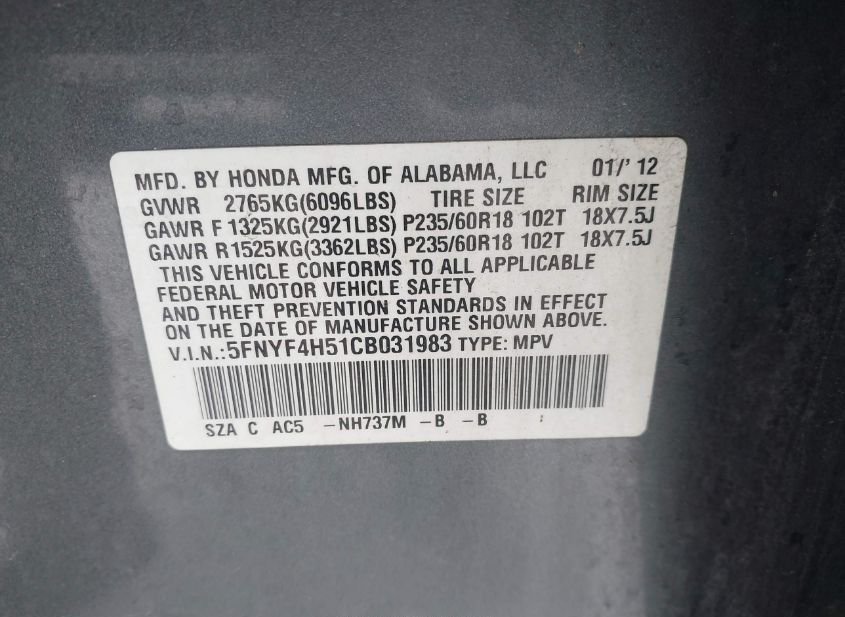 MFD. BY HONDA MFG. OF ALABAMA, LLC 01/' 12
GVWR 2765KG(6096LBS) TIRE SIZE RIM SIZE
GAWR F 1325KG(2921LBS) P235/60R18 102T 18X7.5J
GAWR R1525KG(3362LBS) P235/60R18 102T 18X7.5J
THIS VEHICLE CONFORMS TO ALL APPLICABLE
FEDERAL MOTOR VEHICLE SAFETY
AND THEFT PREVENTION STANDARDS IN EFFECT
ON THE DATE OF MANUFACTURE SHOWN ABOVE.
V.I.N.:5FNYF4H51CB031983 TYPE: MPV
SZA C AC5 -NH737M -B -B